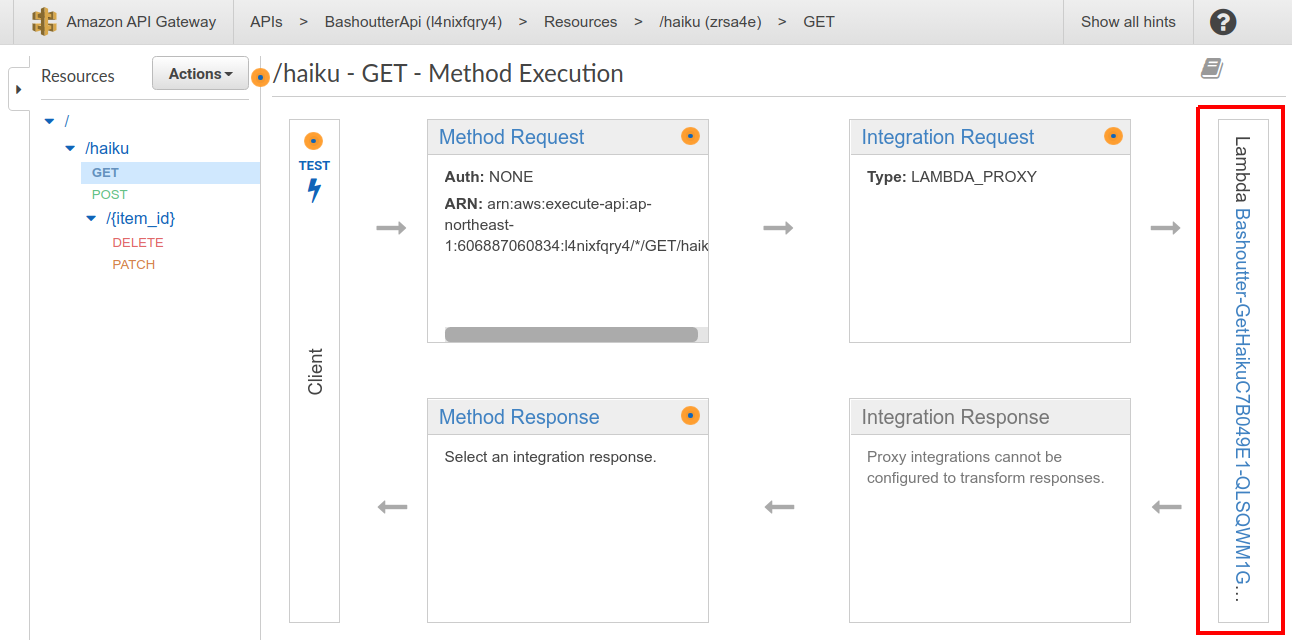 Amazon API Gateway
APIs > BashoutterApi (l4nixfqry4) > Resources > /haiku (zrsa4e) > GET
Show all hints
?
Resources
Actions
/haiku - GET - Method Execution
/
/haiku
GET
POST
/{item_id}
DELETE
PATCH
TEST
Client
Method Request
Auth: NONE
ARN: arn:aws:execute-api:ap-
northeast-
1:606887060834:l4nixfqry4/*/GET/haik
Integration Request
Type: LAMBDA_PROXY
Method Response
Select an integration response.
Integration Response
Proxy integrations cannot be
configured to transform responses.
Lambda Bashoutter-GetHaikuC7B049E1-QLSQWM1G...